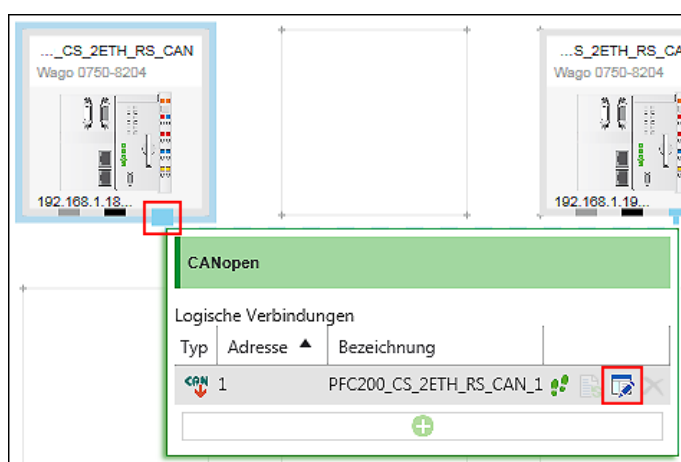 ..._CS_2ETH_RS_CAN
Wago 0750-8204
192.168.1.18...
...S_2ETH_RS_CA
Wago 0750-8204
192.168.1.19...
CANopen
Logische Verbindungen
Typ Adresse Bezeichnung
CAN 1 PFC200_CS_2ETH_RS_CAN_1